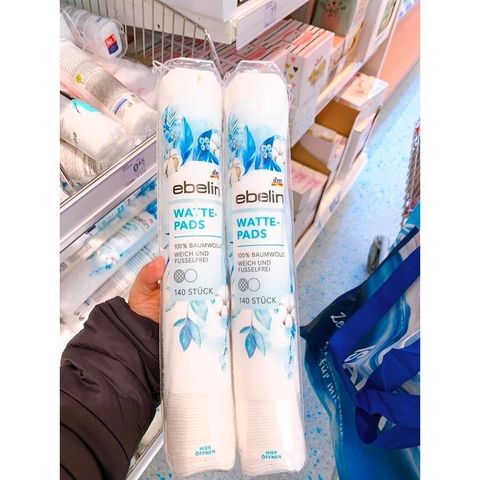 dm
ebelin
WATTE-
PADS
100% BAUMWOLLE
WEICH UND
FUSSELFREI
140 STÜCK
HIER
ÖFFNEN
dm
ebelin
WATTE-
PADS
100% BAUMWOLLE
WEICH UND
FUSSELFREI
140 STÜCK
HIER
ÖFFNEN